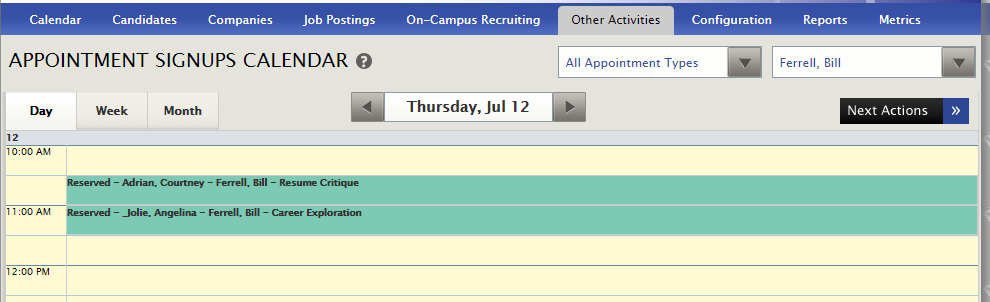 Calendar Candidates Companies Job Postings On-Campus Recruiting Other Activities Configuration Reports Metrics
APPOINTMENT SIGNUPS CALENDAR ? All Appointment Types Ferrell, Bill
Day Week Month Thursday, Jul 12 Next Actions »
12
10:00 AM
Reserved - Adrian, Courtney - Ferrell, Bill - Resume Critique
11:00 AM Reserved - _Jolie, Angelina - Ferrell, Bill - Career Exploration
12:00 PM